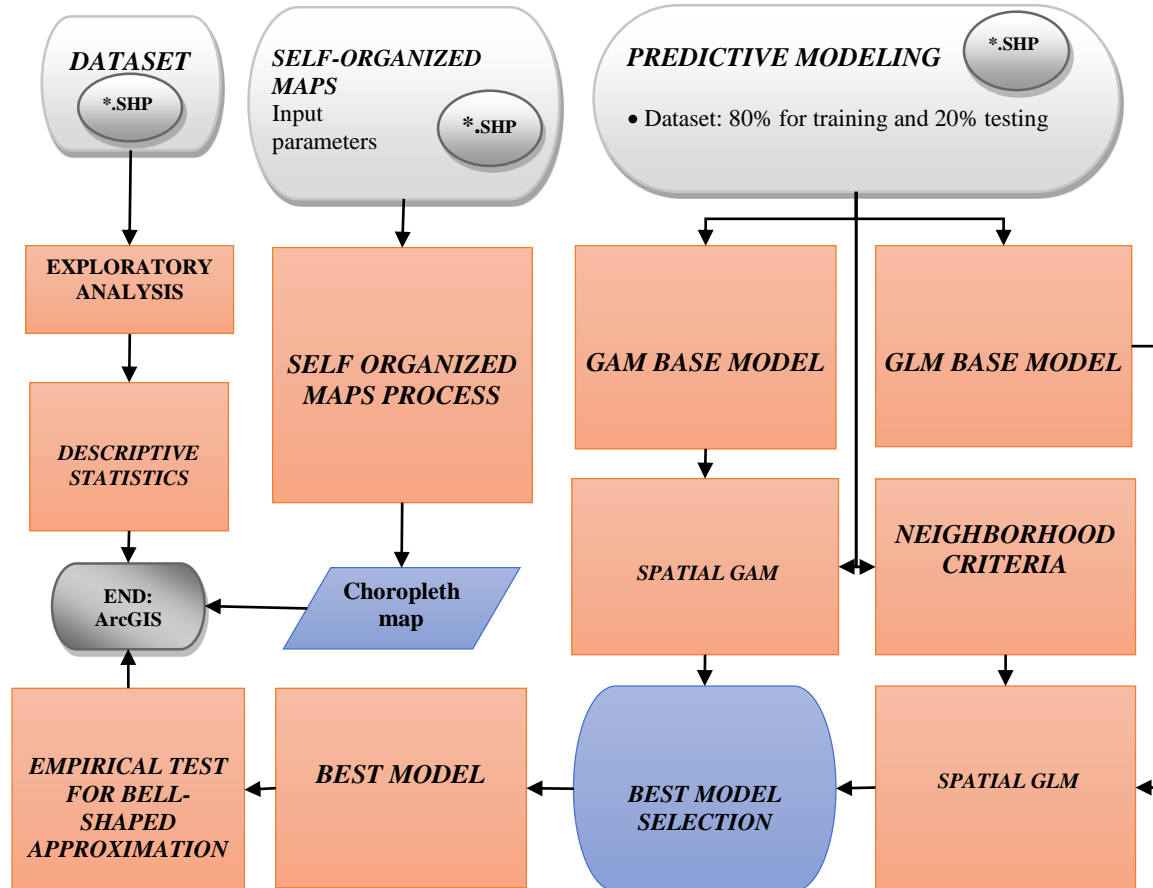 DATASET
*.SHP
SELF-ORGANIZED
MAPS
Input
parameters
*.SHP
PREDICTIVE MODELING
*.SHP
• Dataset: 80% for training and 20% testing
EXPLORATORY
ANALYSIS
SELF ORGANIZED
MAPS PROCESS
GAM BASE MODEL
GLM BASE MODEL
DESCRIPTIVE
STATISTICS
SPATIAL GAM
NEIGHBORHOOD
CRITERIA
END:
ArcGIS
Choropleth
map
EMPIRICAL TEST
FOR BELL-
SHAPED
APPROXIMATION
BEST MODEL
BEST MODEL
SELECTION
SPATIAL GLM